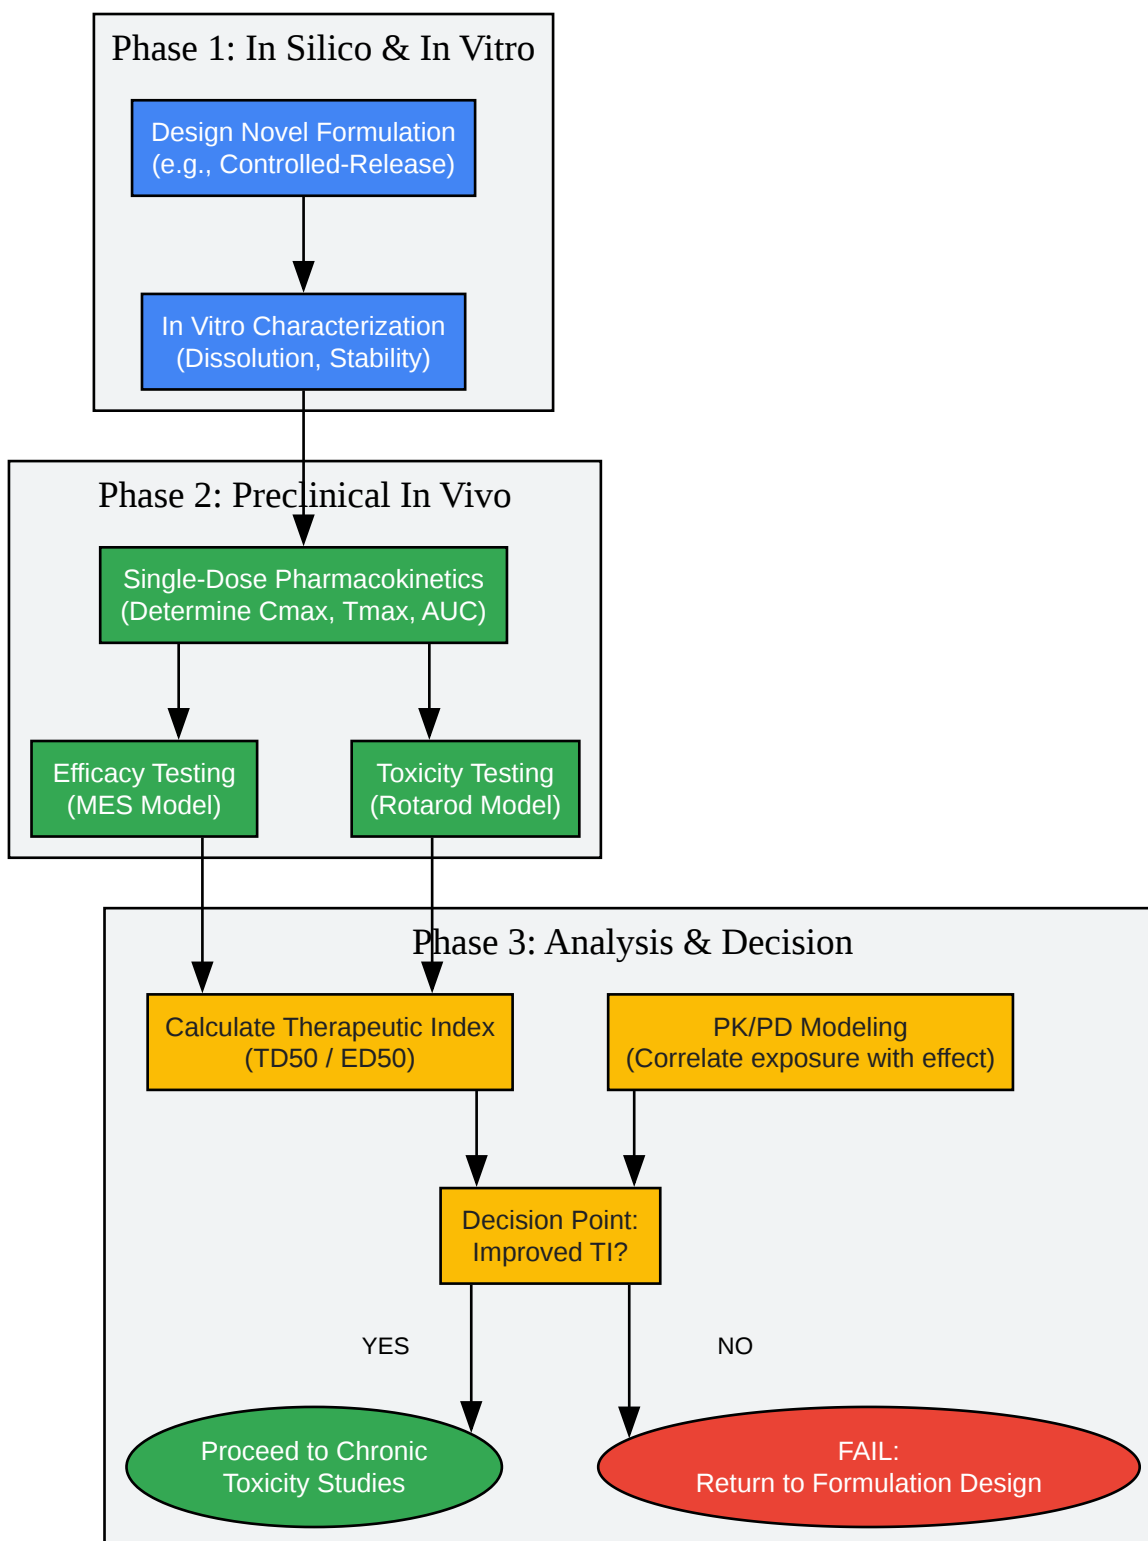 Phase 1: In Silico & In Vitro
Design Novel Formulation
(e.g., Controlled-Release)
In Vitro Characterization
(Dissolution, Stability)
Phase 2: Preclinical In Vivo
Single-Dose Pharmacokinetics
(Determine Cmax, Tmax, AUC)
Efficacy Testing
(MES Model)
Toxicity Testing
(Rotarod Model)
Phase 3: Analysis & Decision
Calculate Therapeutic Index
(TD50 / ED50)
PK/PD Modeling
(Correlate exposure with effect)
Decision Point:
Improved TI?
YES
NO
Proceed to Chronic
Toxicity Studies
FAIL:
Return to Formulation Design